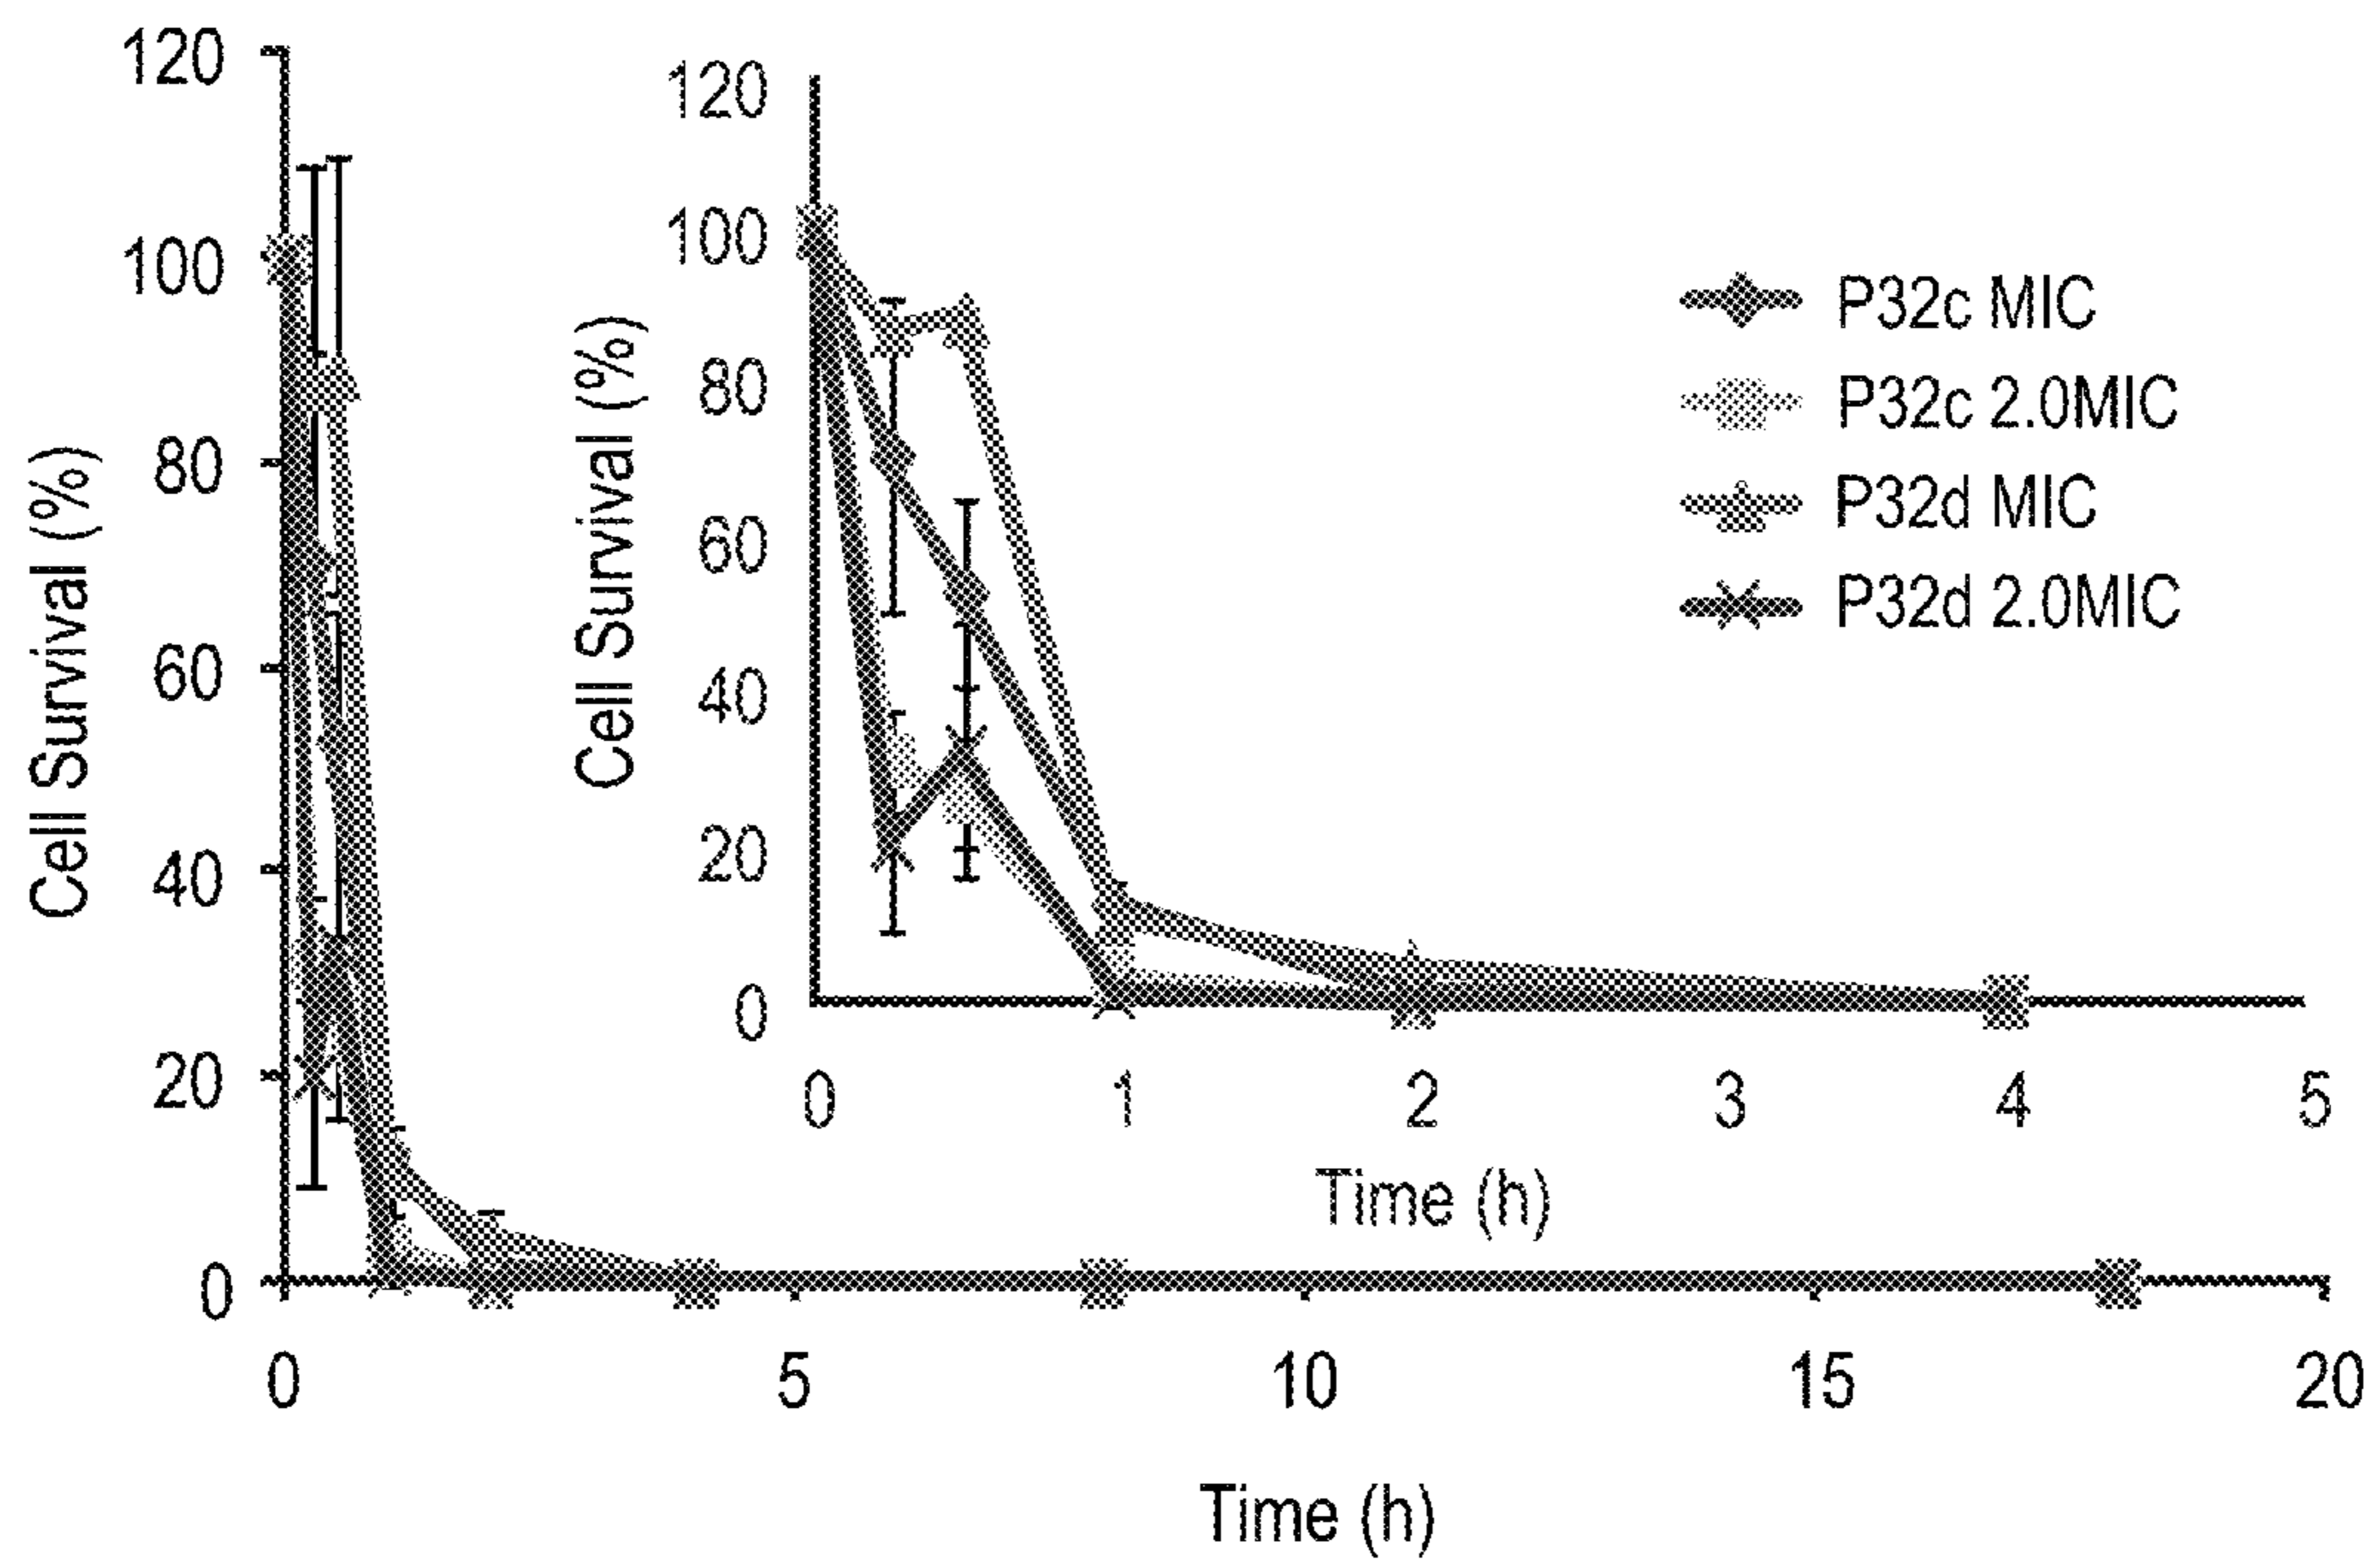 Cell Survival (%)
120
100
80
60
40
20
0
0 5 10 15 20
Time (h)
Cell Survival (%)
120
100
80
60
40
20
0
0 1 2 3 4 5
Time (h)
P32c MIC
P32c 2.0MIC
P32d MIC
P32d 2.0MIC